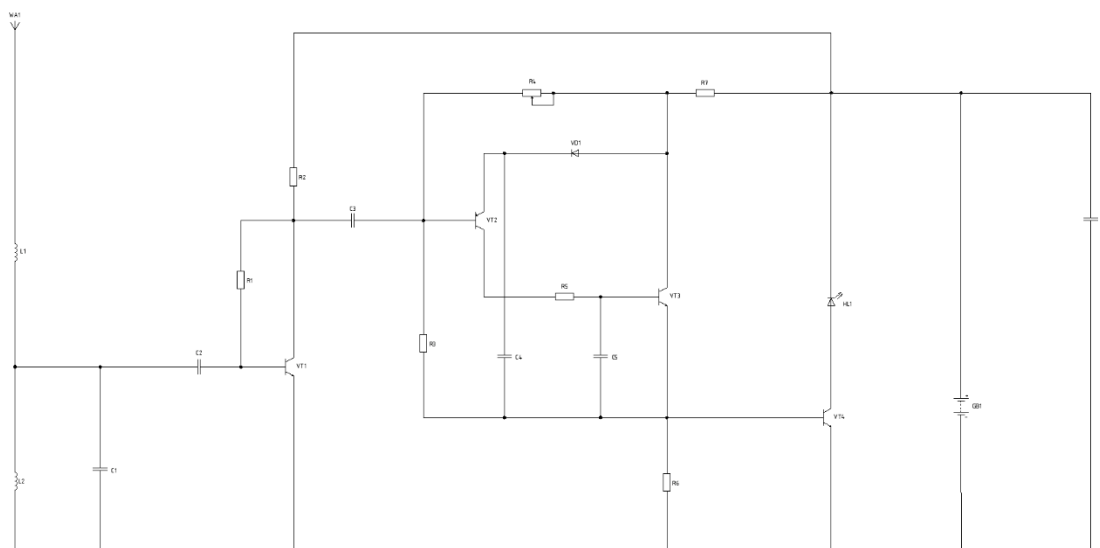 WA1
R4
R7
VD1
R2
C3
VT2
L1
R1
R5
VT3
HL1
R3
C2
C4
C5
VT1
GB1
+
-
VT4
C1
L2
R6